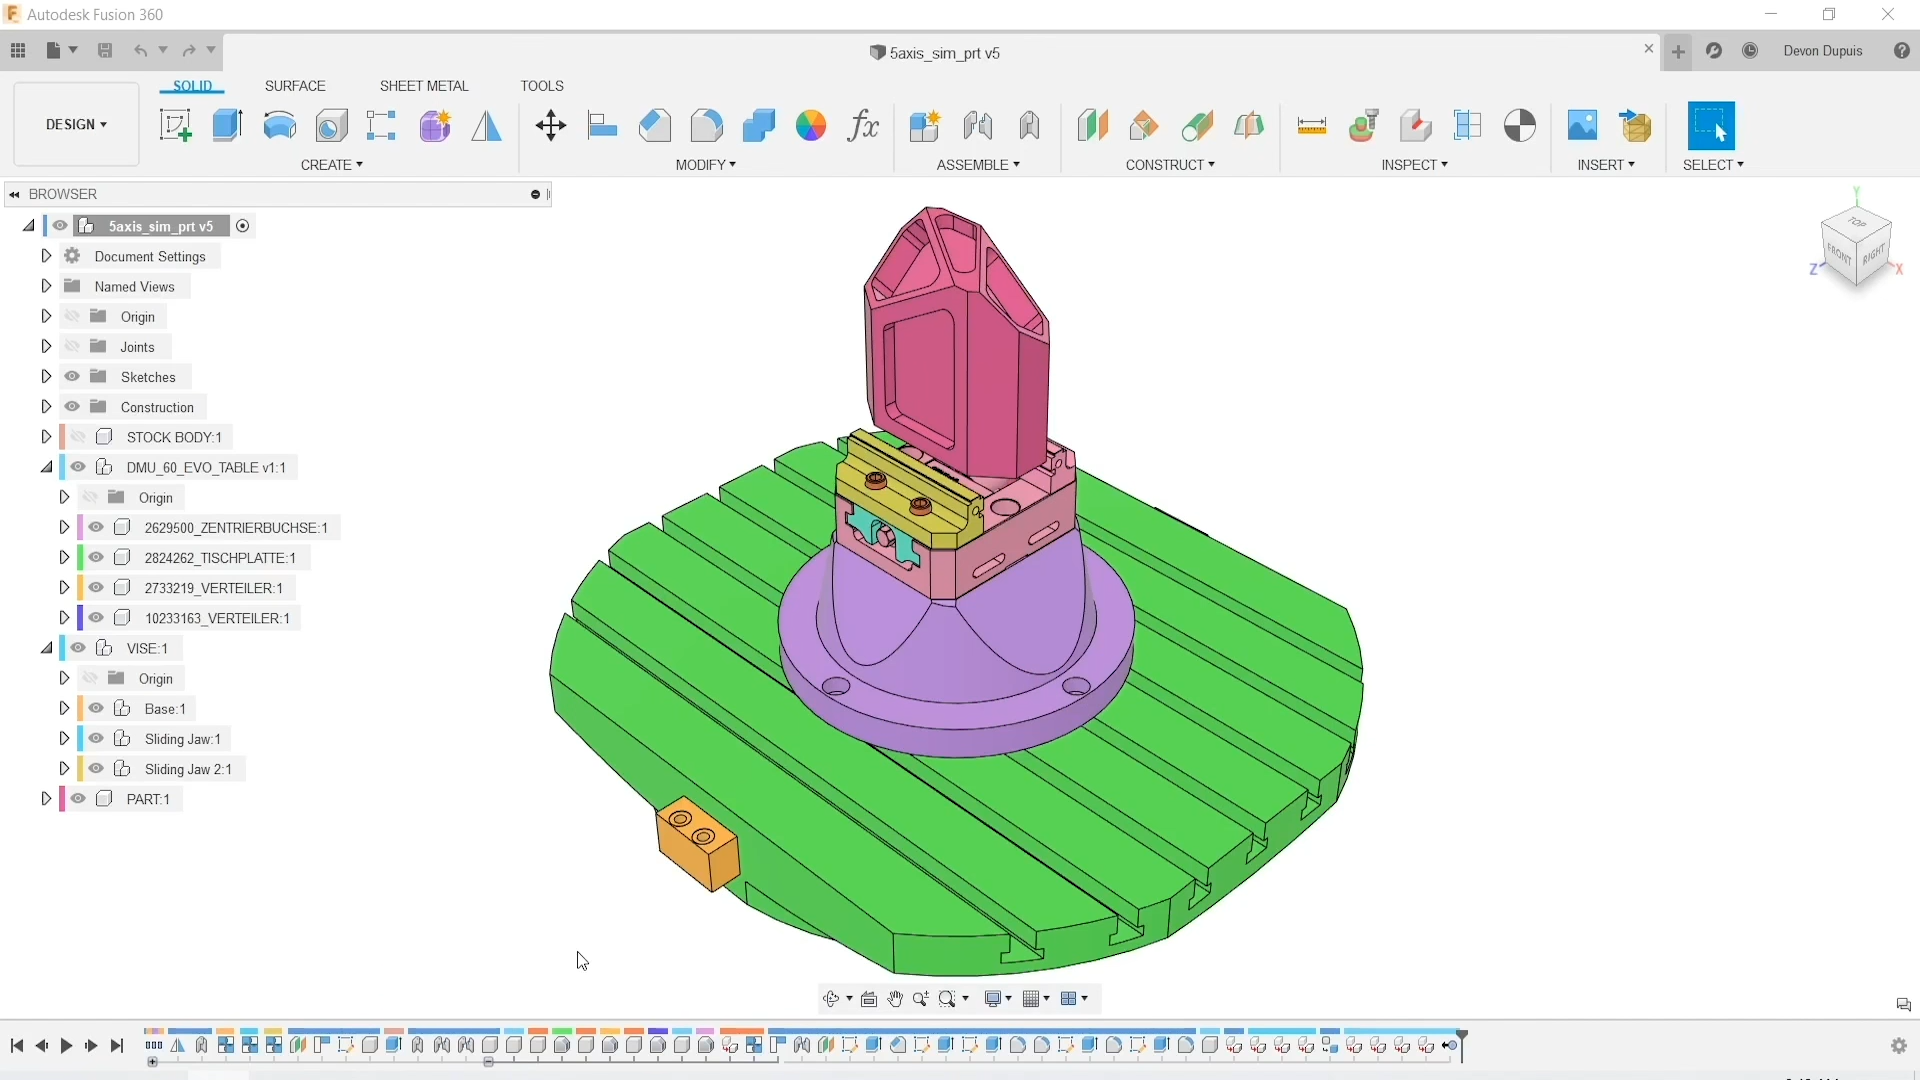 Autodesk Fusion 360
5axis_sim_prt v5
Devon Dupuis
DESIGN
SOLID
SURFACE
SHEET METAL
TOOLS
CREATE
MODIFY
ASSEMBLE
CONSTRUCT
INSPECT
INSERT
SELECT
BROWSER
5axis_sim_prt v5
Document Settings
Named Views
Origin
Joints
Sketches
Construction
STOCK BODY:1
DMU_60_EVO_TABLE v1:1
Origin
2629500_ZENTRIERBUCHSE:1
2824262_TISCHPLATTE:1
2733219_VERTEILER:1
10233163_VERTEILER:1
VISE:1
Origin
Base:1
Sliding Jaw:1
Sliding Jaw 2:1
PART:1
Y
TOP
FRONT
RIGHT
Z
X